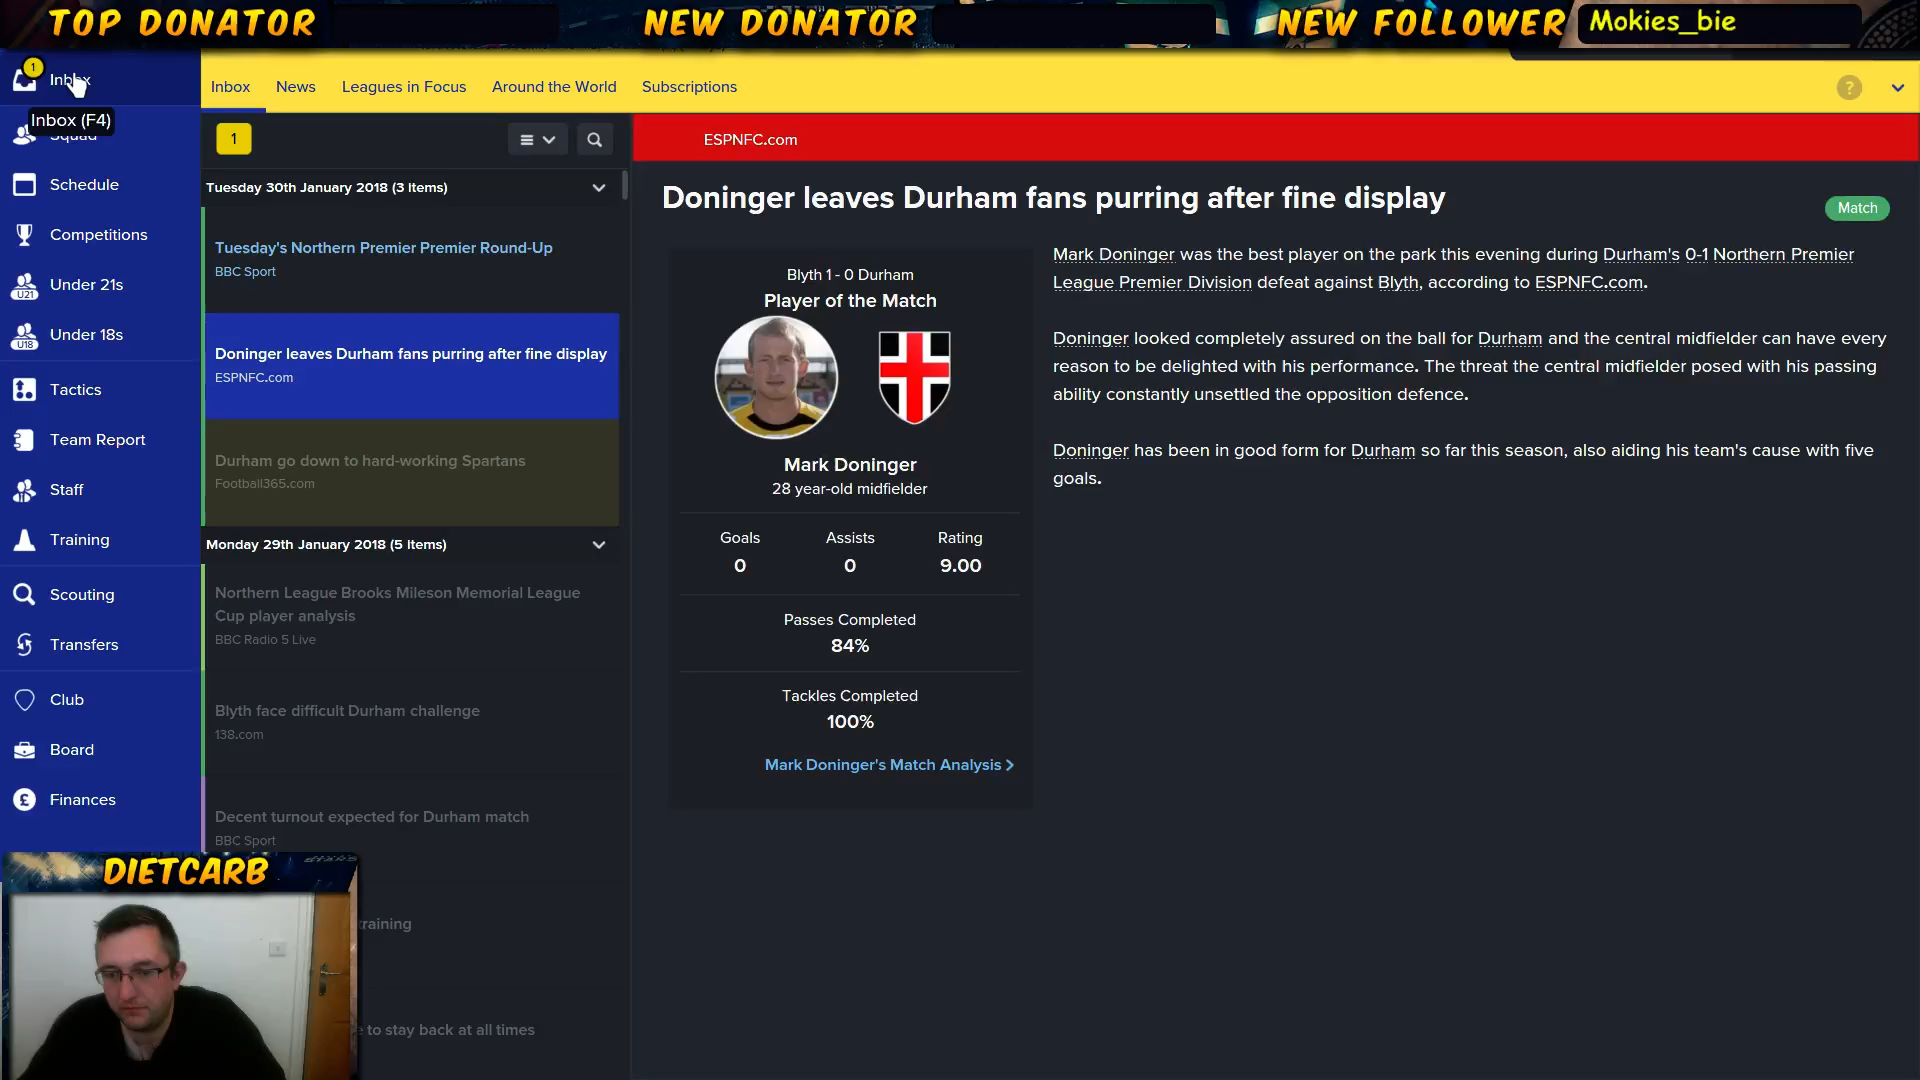 TOP DONATOR
NEW DONATOR
NEW FOLLOWER
Mokies_bie
1
Inbox
Inbox (F4)
Squad
Schedule
Competitions
U21
Under 21s
U18
Under 18s
Tactics
Team Report
Staff
Training
Scouting
Transfers
Club
Board
£
Finances
Inbox
News
Leagues in Focus
Around the World
Subscriptions
?
1
Tuesday 30th January 2018 (3 Items)
Tuesday's Northern Premier Premier Round-Up
BBC Sport
Doninger leaves Durham fans purring after fine display
ESPNFC.com
Durham go down to hard-working Spartans
Football365.com
Monday 29th January 2018 (5 Items)
Northern League Brooks Mileson Memorial League
Cup player analysis
BBC Radio 5 Live
Blyth face difficult Durham challenge
138.com
Decent turnout expected for Durham match
BBC Sport
training
to stay back at all times
DIETCARB
ESPNFC.com
Doninger leaves Durham fans purring after fine display
Match
Blyth 1 - 0 Durham
Player of the Match
Mark Doninger
28 year-old midfielder
Goals
Assists
Rating
0
0
9.00
Passes Completed
84%
Tackles Completed
100%
Mark Doninger's Match Analysis >
Mark Doninger was the best player on the park this evening during Durham's 0-1 Northern Premier
League Premier Division defeat against Blyth, according to ESPNFC.com.
Doninger looked completely assured on the ball for Durham and the central midfielder can have every
reason to be delighted with his performance. The threat the central midfielder posed with his passing
ability constantly unsettled the opposition defence.
Doninger has been in good form for Durham so far this season, also aiding his team's cause with five
goals.